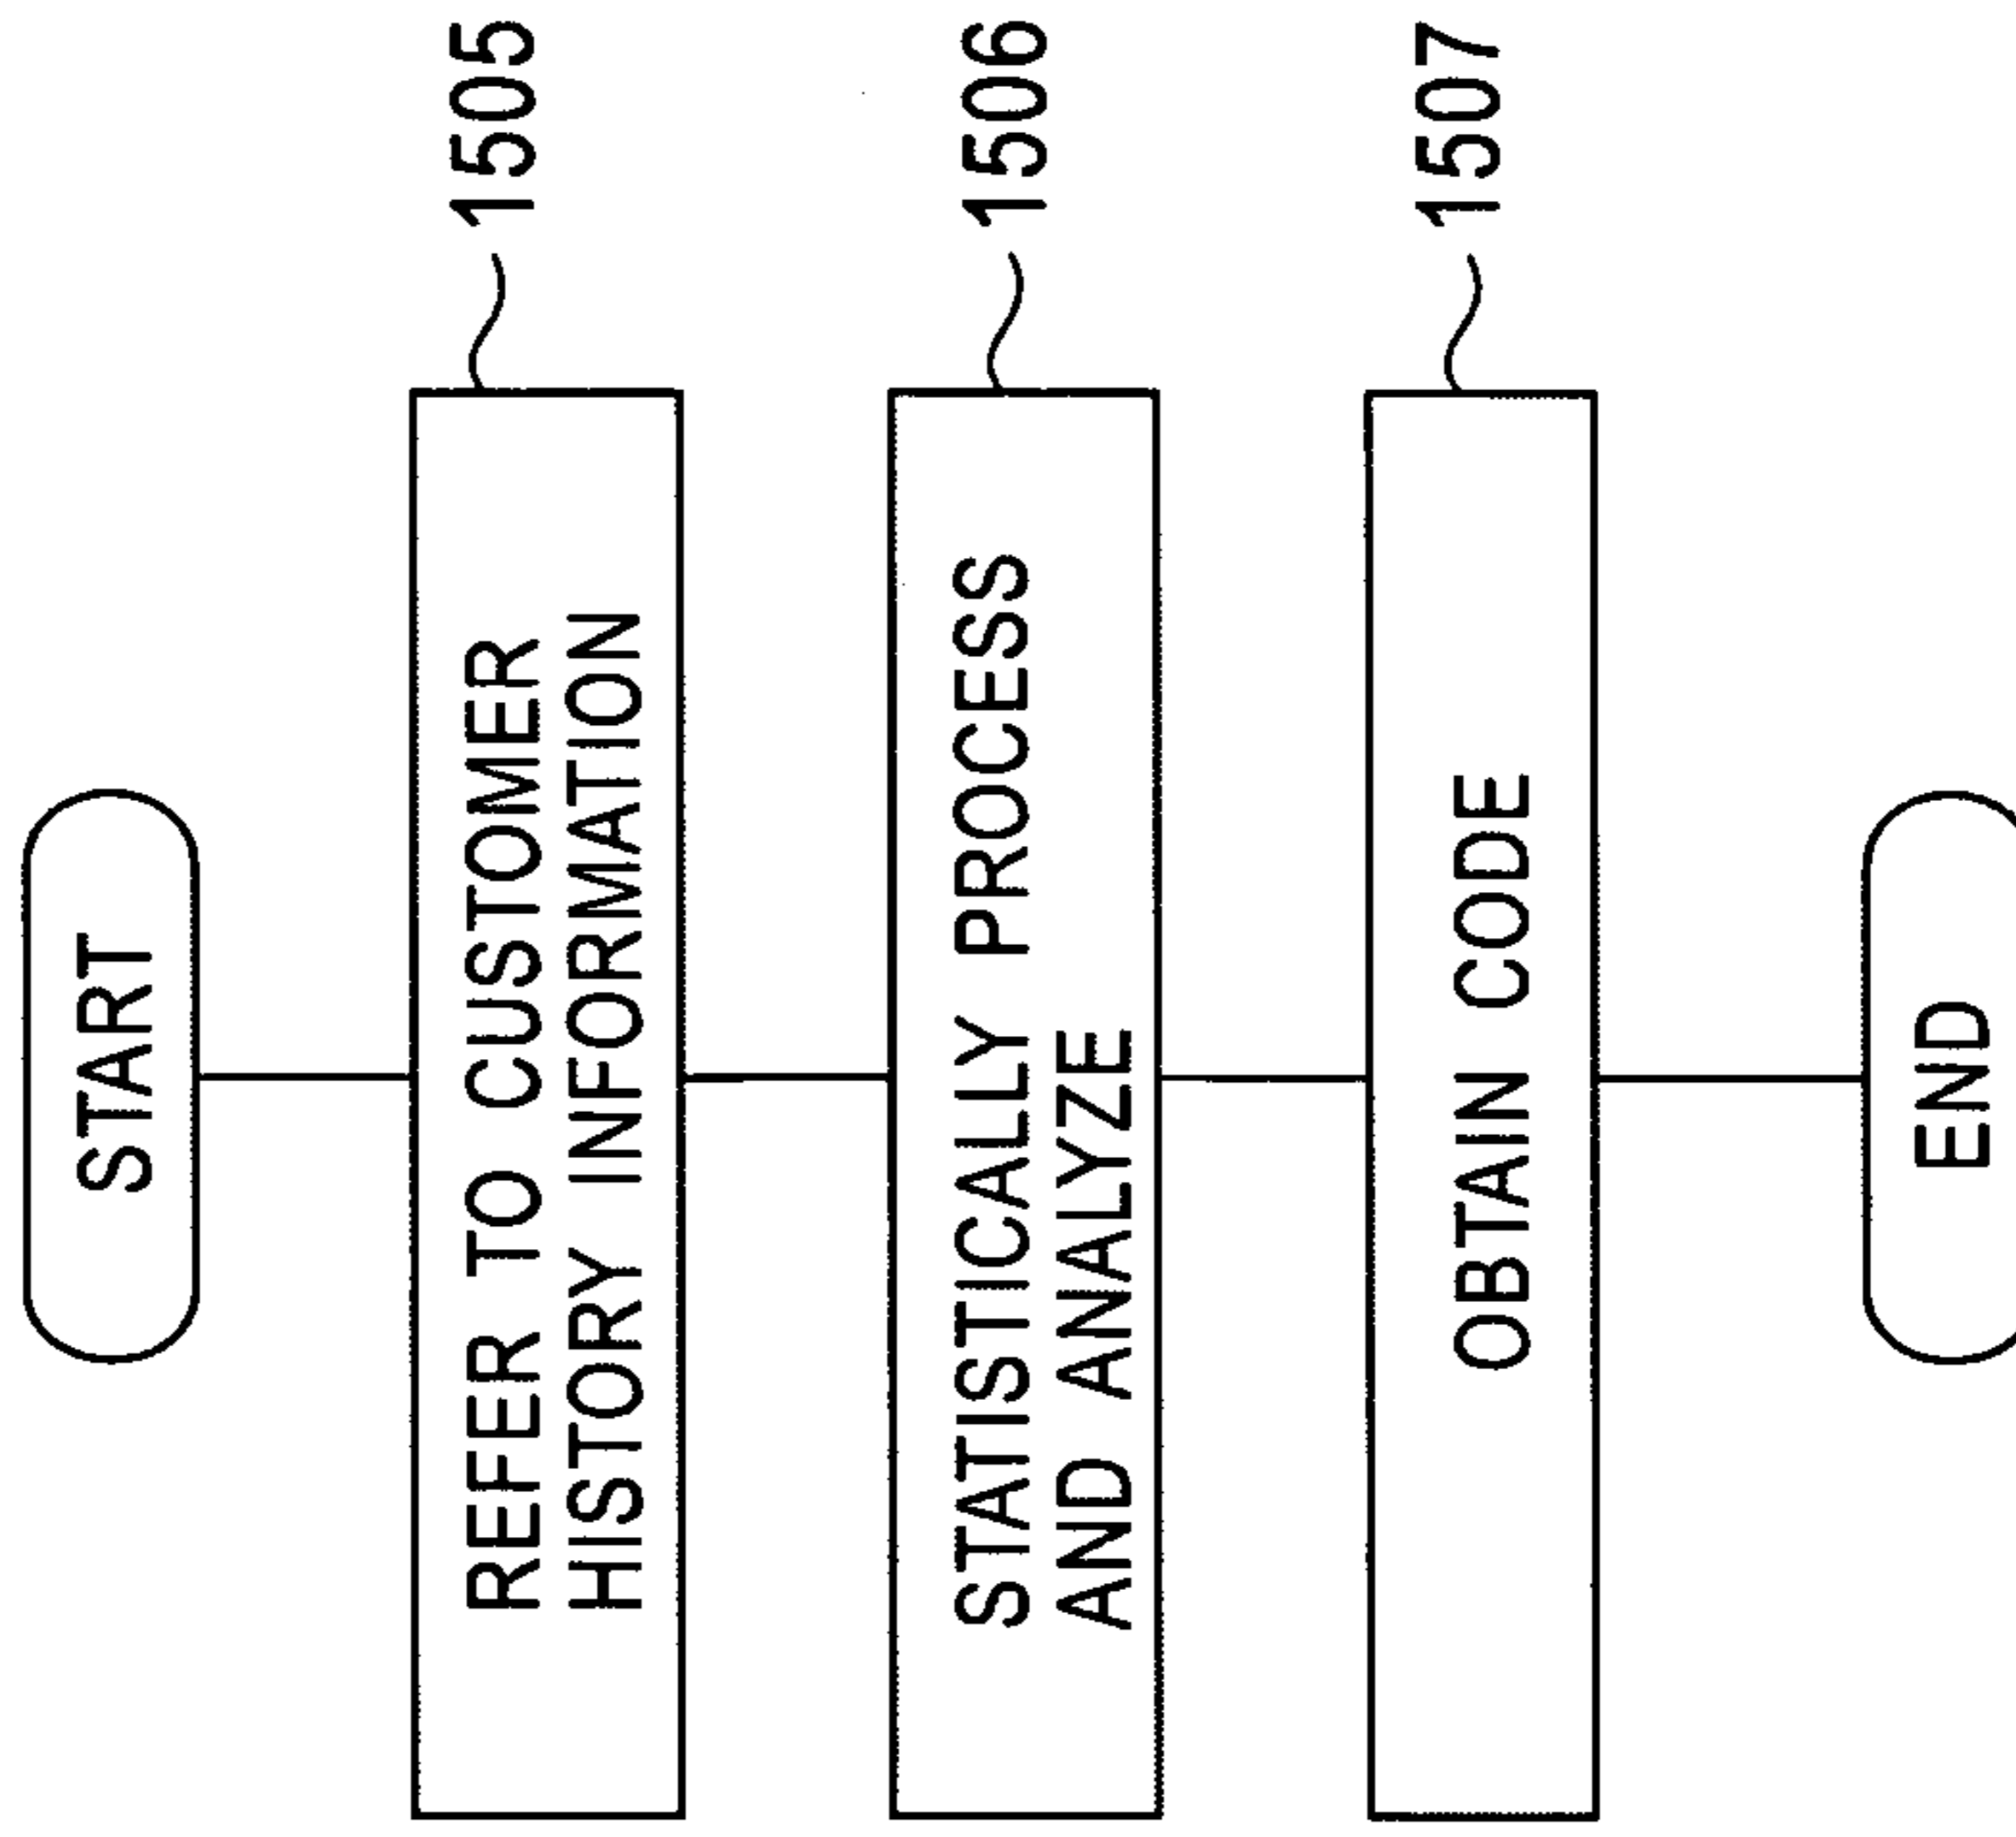 START
REFER TO CUSTOMER
HISTORY INFORMATION
1505
STATISTICALLY PROCESS
AND ANALYZE
1506
OBTAIN CODE
1507
END